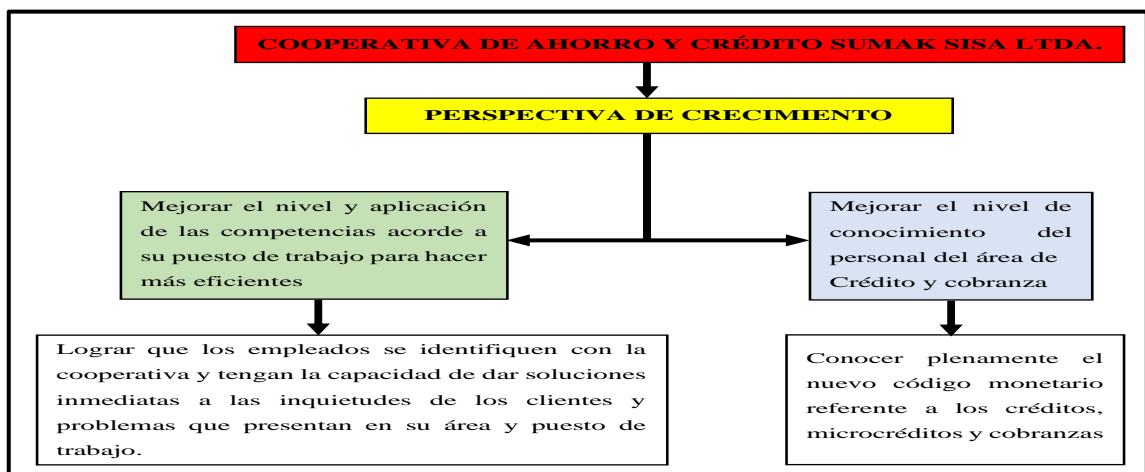 COOPERATIVA DE AHORRO Y CRÉDITO SUMAK SISA LTDA.
PERSPECTIVA DE CRECIMIENTO
Mejorar el nivel y aplicación
de las competencias acorde a
su puesto de trabajo para hacer
más eficientes
Mejorar el nivel de
conocimiento del
personal del área de
Crédito y cobranza
Lograr que los empleados se identifiquen con la
cooperativa y tengan la capacidad de dar soluciones
inmediatas a las inquietudes de los clientes y
problemas que presentan en su área y puesto de
trabajo.
Conocer plenamente el
nuevo código monetario
referente a los créditos,
microcréditos y cobranzas